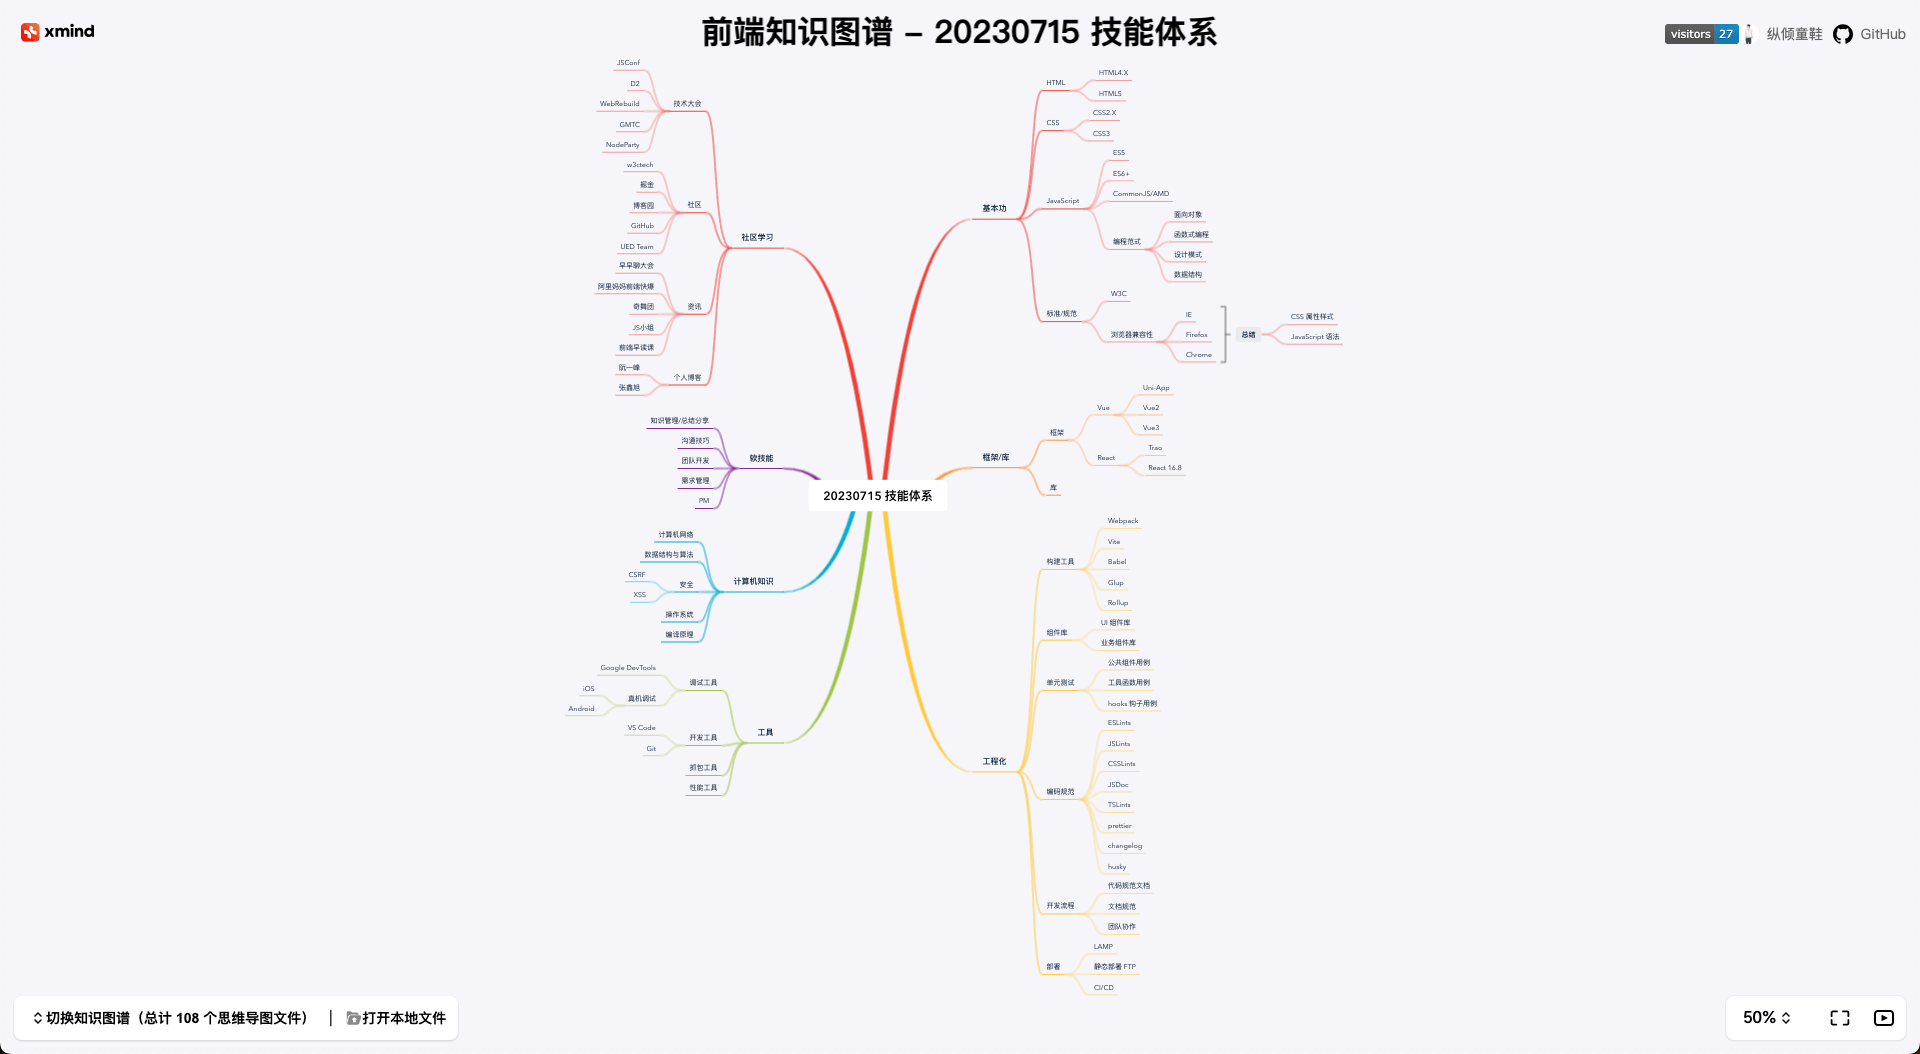 xmind
前端知识图谱 – 20230715 技能体系
visitors 27
纵倾童鞋
GitHub
JSConf
D2
WebRebuild
GMTC
NodeParty
技术大会
w3ctech
掘金
博客园
GitHub
UED Team
社区
早早聊大会
阿里妈妈前端快爆
奇舞团
JS小组
前端早读课
资讯
阮一峰
张鑫旭
个人博客
社区学习
知识管理/总结分享
沟通技巧
团队开发
需求管理
PM
软技能
计算机网络
数据结构与算法
CSRF
XSS
安全
操作系统
编译原理
计算机知识
Google DevTools
iOS
Android
真机调试
调试工具
VS Code
Git
开发工具
抓包工具
性能工具
工具
20230715 技能体系
基本功
HTML
HTML4.X
HTML5
CSS
CSS2.X
CSS3
JavaScript
ES5
ES6+
CommonJS/AMD
编程范式
面向对象
函数式编程
设计模式
数据结构
标准/规范
W3C
浏览器兼容性
IE
Firefox
Chrome
总结
CSS 属性样式
JavaScript 语法
框架/库
框架
Vue
Uni-App
Vue2
Vue3
React
Trao
React 16.8
库
工程化
构建工具
Webpack
Vite
Babel
Glup
Rollup
组件库
UI 组件库
业务组件库
单元测试
公共组件用例
工具函数用例
hooks 钩子用例
编码规范
ESLints
JSLints
CSSLints
JSDoc
TSLints
prettier
changelog
husky
开发流程
代码规范文档
文档规范
团队协作
部署
LAMP
静态部署 FTP
CI/CD
切换知识图谱（总计 108 个思维导图文件） | 打开本地文件
50%